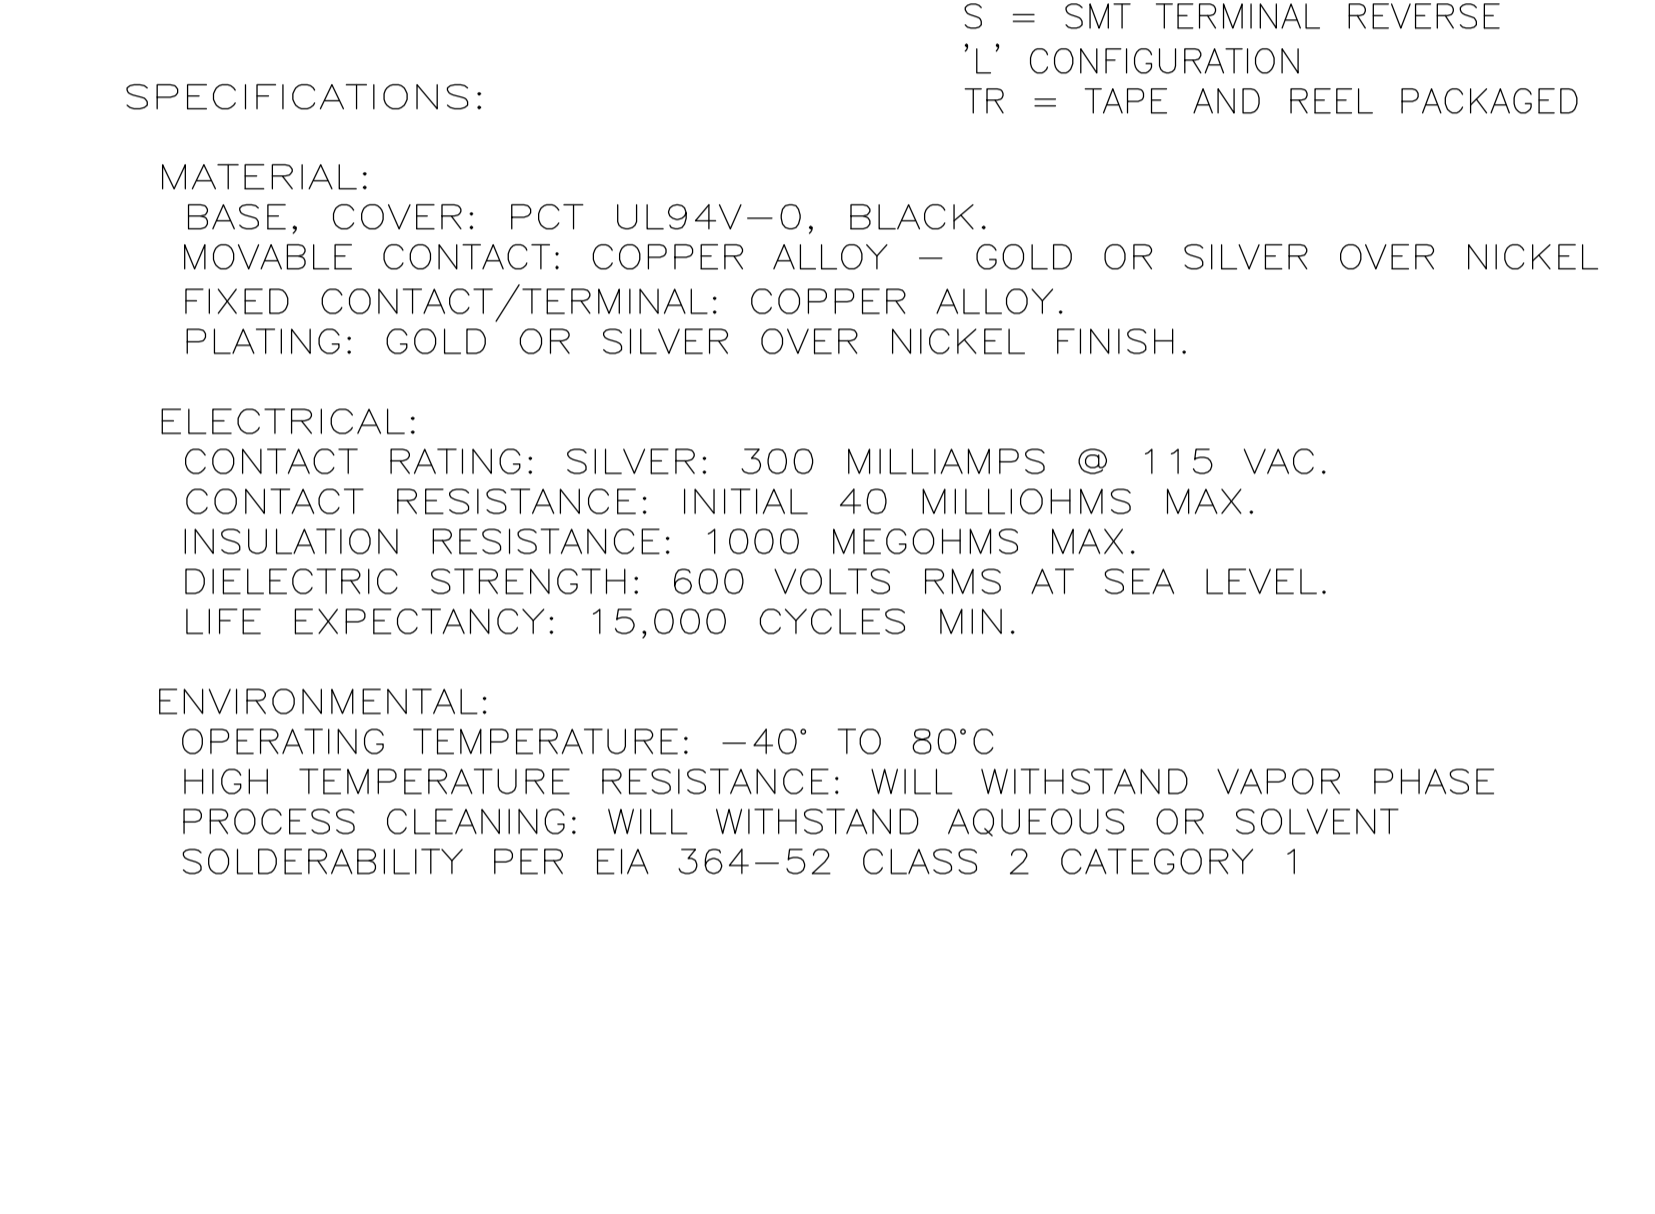 S = SMT TERMINAL REVERSE
'L' CONFIGURATION
TR = TAPE AND REEL PACKAGED
SPECIFICATIONS:
MATERIAL:
BASE, COVER: PCT UL94V-0, BLACK.
MOVABLE CONTACT: COPPER ALLOY - GOLD OR SILVER OVER NICKEL
FIXED CONTACT/TERMINAL: COPPER ALLOY.
PLATING: GOLD OR SILVER OVER NICKEL FINISH.
ELECTRICAL:
CONTACT RATING: SILVER: 300 MILLIAMPS @ 115 VAC.
CONTACT RESISTANCE: INITIAL 40 MILLIOHMS MAX.
INSULATION RESISTANCE: 1000 MEGOHMS MAX.
DIELECTRIC STRENGTH: 600 VOLTS RMS AT SEA LEVEL.
LIFE EXPECTANCY: 15,000 CYCLES MIN.
ENVIRONMENTAL:
OPERATING TEMPERATURE: -40° TO 80°C
HIGH TEMPERATURE RESISTANCE: WILL WITHSTAND VAPOR PHASE
PROCESS CLEANING: WILL WITHSTAND AQUEOUS OR SOLVENT
SOLDERABILITY PER EIA 364-52 CLASS 2 CATEGORY 1